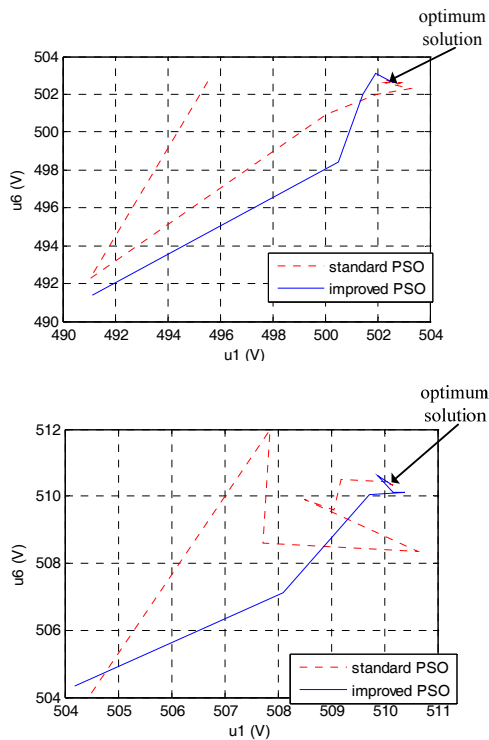 optimum
solution
504
502
500
498
496
494
492
490
u6 (V)
standard PSO
improved PSO
490 492 494 496 498 500 502 504
u1 (V)
optimum
solution
512
510
508
506
504
u6 (V)
standard PSO
improved PSO
504 505 506 507 508 509 510 511
u1 (V)